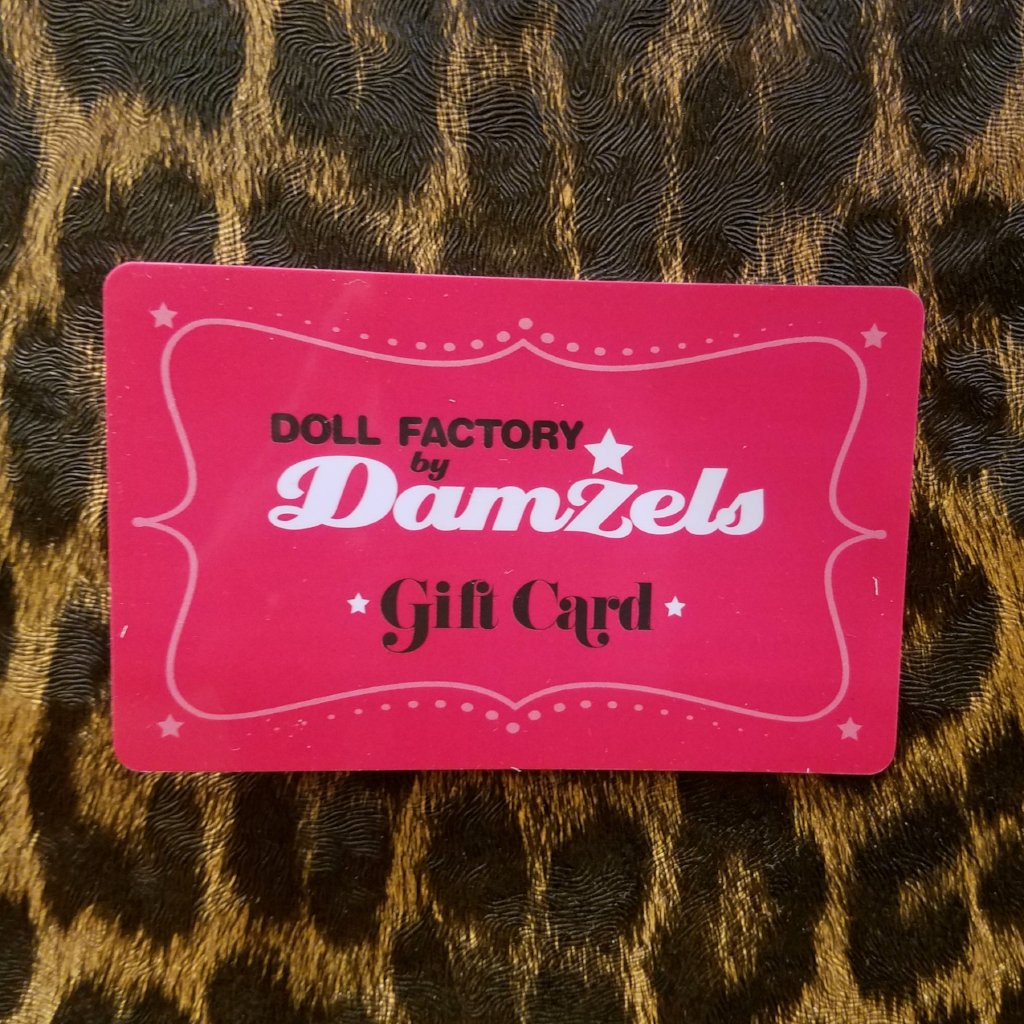 DOLL FACTORY
by
Damzels
Gift Card